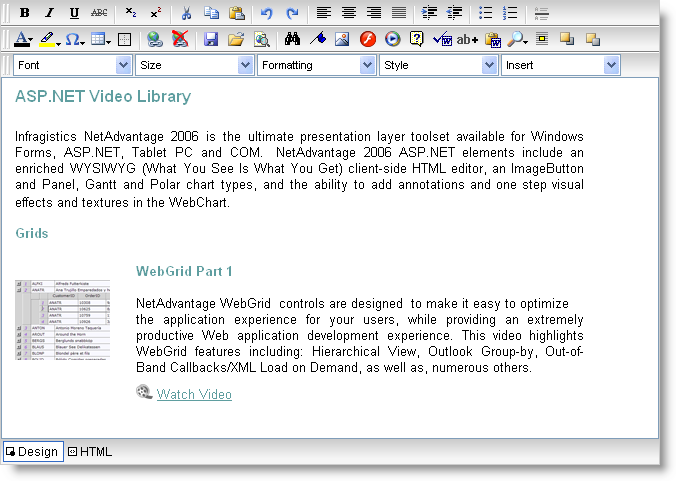 B I U ABC
Font Size Formatting Style Insert
ASP.NET Video Library
Infragistics NetAdvantage 2006 is the ultimate presentation layer toolset available for Windows
Forms, ASP.NET, Tablet PC and COM. NetAdvantage 2006 ASP.NET elements include an
enriched WYSIWYG (What You See Is What You Get) client-side HTML editor, an ImageButton
and Panel, Gantt and Polar chart types, and the ability to add annotations and one step visual
effects and textures in the WebChart.
Grids
WebGrid Part 1
NetAdvantage WebGrid controls are designed to make it easy to optimize
the application experience for your users, while providing an extremely
productive Web application development experience. This video highlights
WebGrid features including: Hierarchical View, Outlook Group-by, Out-of-
Band Callbacks/XML Load on Demand, as well as, numerous others.
Watch Video
CustomerID OrderID
Design HTML